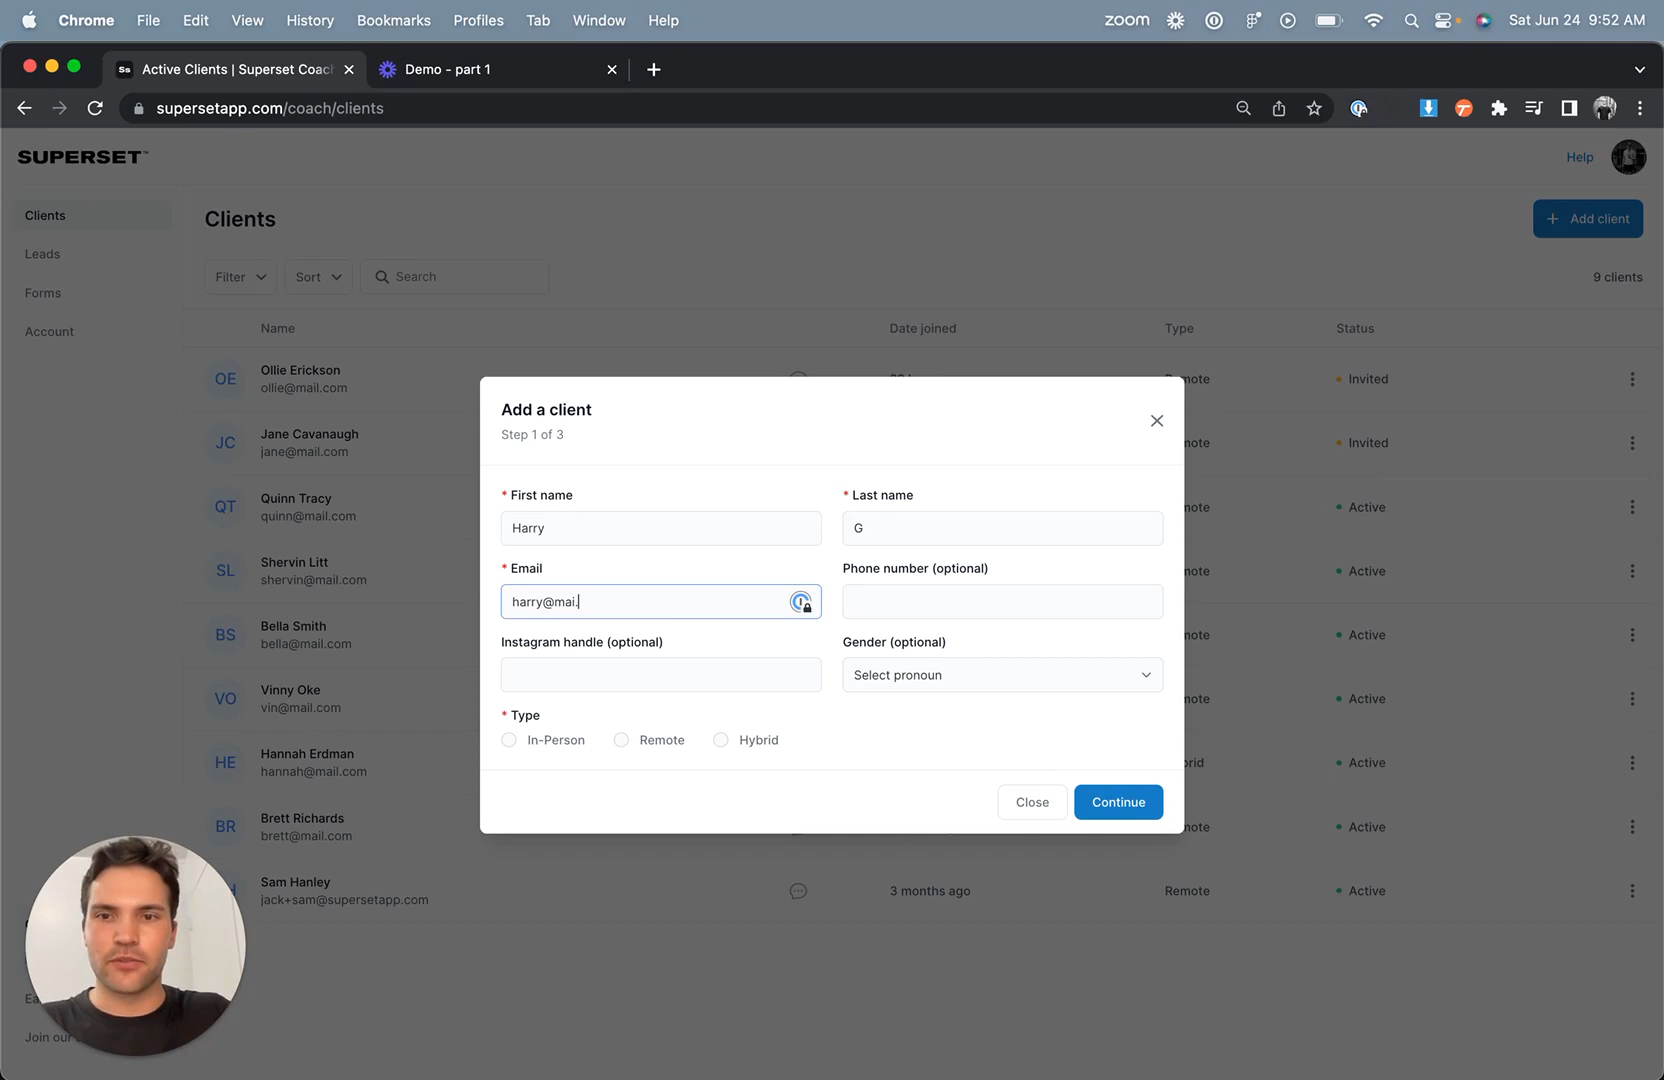 Chrome File Edit View History Bookmarks Profiles Tab Window Help zoom Sat Jun 24 9:52 AM
Ss Active Clients | Superset Coac Demo - part 1
supersetapp.com/coach/clients
SUPERSET™ Help
Clients
Leads
Forms
Account
Clients
Add client
Filter Sort Search 9 clients
Name Date joined Type Status
OE Ollie Erickson Invited
ollie@mail.com
JC Jane Cavanaugh Invited
jane@mail.com
QT Quinn Tracy Active
quinn@mail.com
SL Shervin Litt Active
shervin@mail.com
BS Bella Smith Active
bella@mail.com
VO Vinny Oke Active
vin@mail.com
HE Hannah Erdman Active
hannah@mail.com
BR Brett Richards Active
brett@mail.com
Sam Hanley 3 months ago Remote Active
jack+sam@supersetapp.com
Add a client
Step 1 of 3
* First name * Last name
Harry G
* Email Phone number (optional)
harry@mai.
Instagram handle (optional) Gender (optional)
Select pronoun
* Type
In-Person Remote Hybrid
Close Continue
Join our